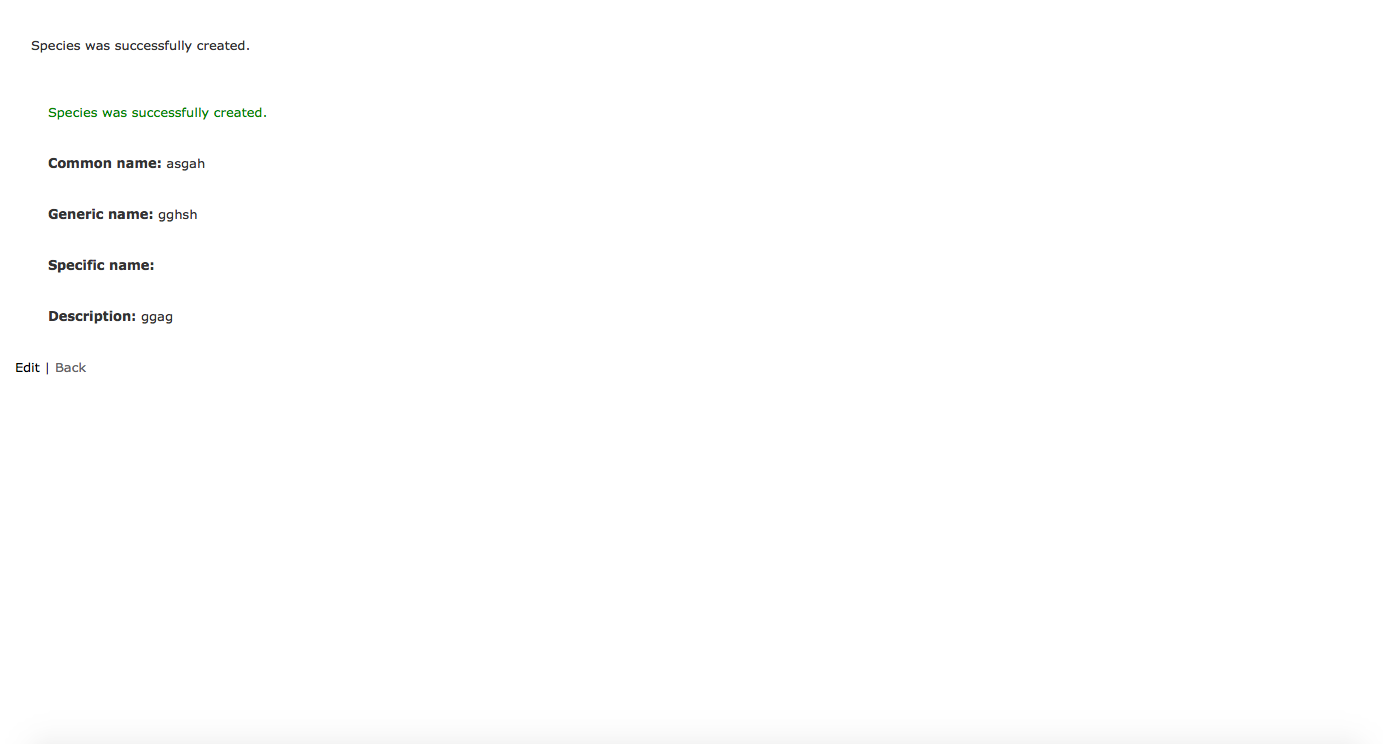 Species was successfully created.
Species was successfully created.
Common name: asgah
Generic name: gghsh
Specific name:
Description: ggag
Edit | Back